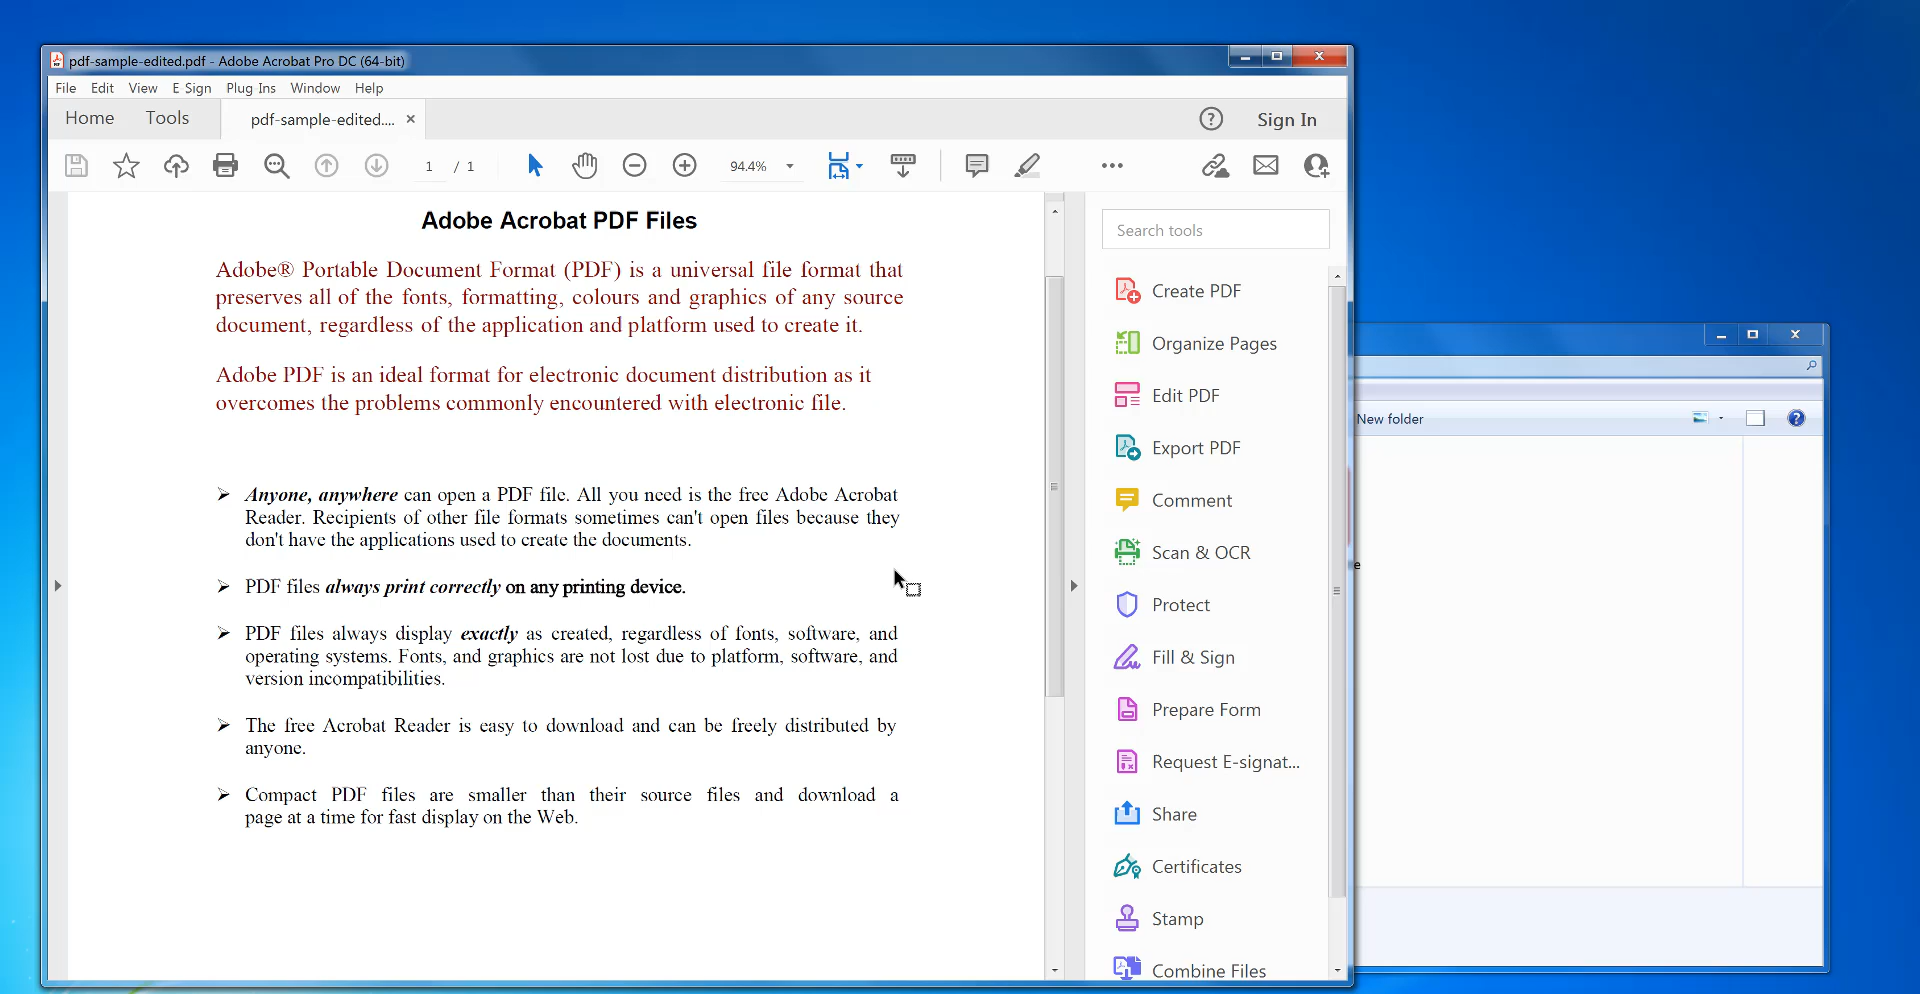 pdf-sample-edited.pdf - Adobe Acrobat Pro DC (64-bit)
File Edit View E Sign Plug-Ins Window Help
Home Tools pdf-sample-edited.... × Sign In
1 / 1 94.4%
Adobe Acrobat PDF Files
Adobe® Portable Document Format (PDF) is a universal file format that
preserves all of the fonts, formatting, colours and graphics of any source
document, regardless of the application and platform used to create it.
Adobe PDF is an ideal format for electronic document distribution as it
overcomes the problems commonly encountered with electronic file.
➢ Anyone, anywhere can open a PDF file. All you need is the free Adobe Acrobat
Reader. Recipients of other file formats sometimes can't open files because they
don't have the applications used to create the documents.
➢ PDF files always print correctly on any printing device.
➢ PDF files always display exactly as created, regardless of fonts, software, and
operating systems. Fonts, and graphics are not lost due to platform, software, and
version incompatibilities.
➢ The free Acrobat Reader is easy to download and can be freely distributed by
anyone.
➢ Compact PDF files are smaller than their source files and download a
page at a time for fast display on the Web.
Search tools
Create PDF
Organize Pages
Edit PDF
Export PDF
Comment
Scan & OCR
Protect
Fill & Sign
Prepare Form
Request E-signat...
Share
Certificates
Stamp
Combine Files
New folder
e